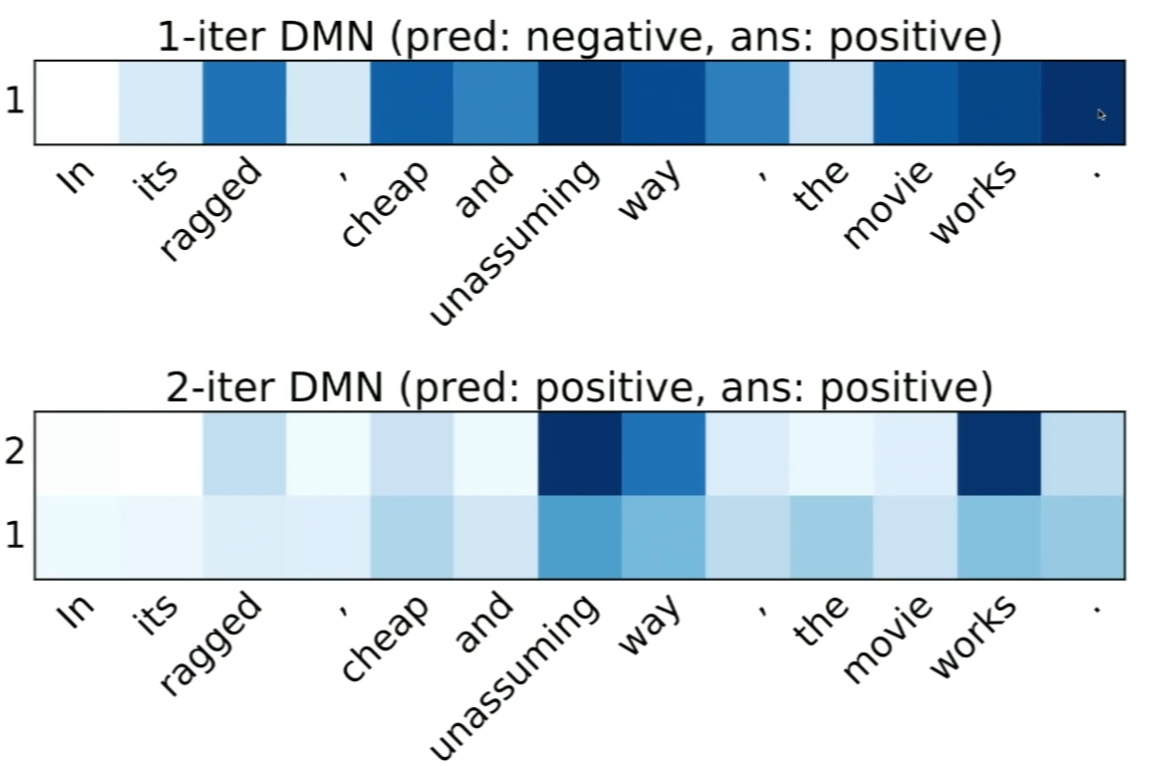 1-iter DMN (pred: negative, ans: positive)
1
In its ragged , cheap and unassuming way , the movie works .
2-iter DMN (pred: positive, ans: positive)
2
1
In its ragged , cheap and unassuming way , the movie works .